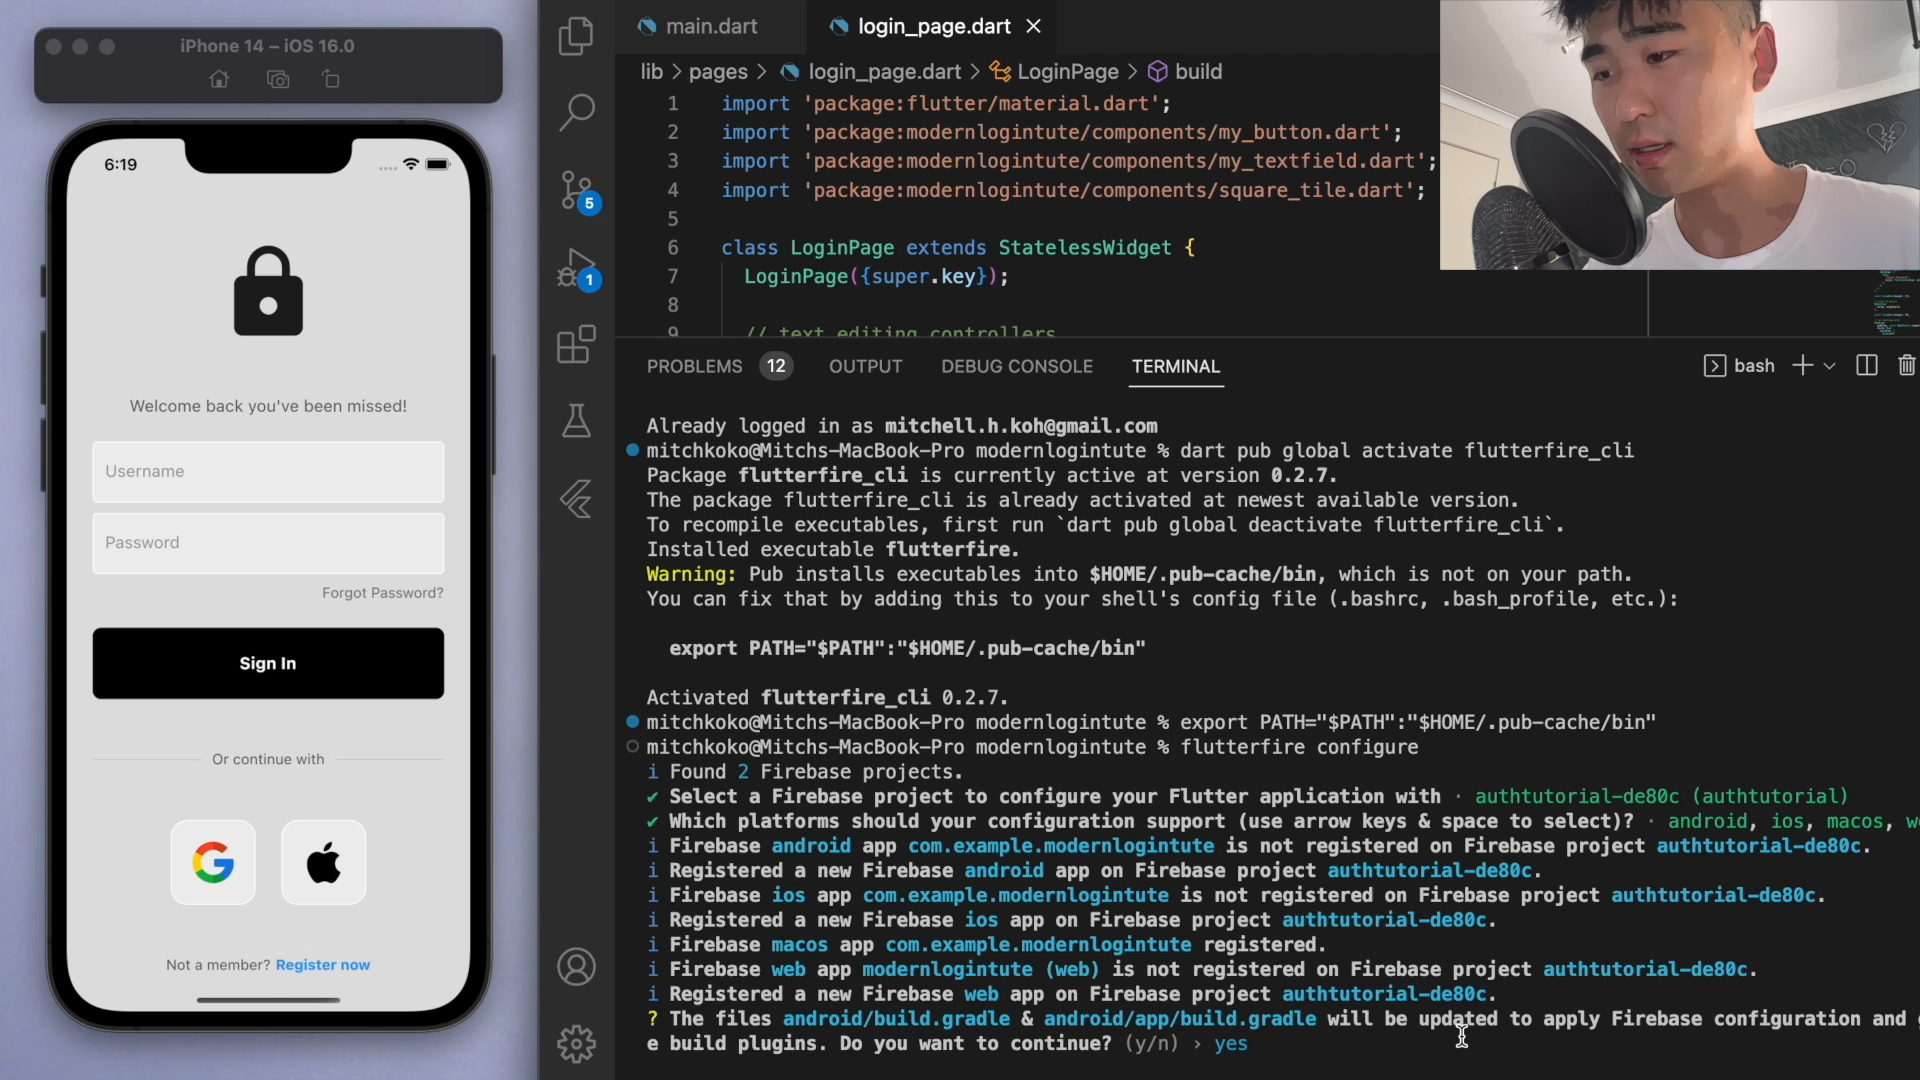 iPhone 14 – iOS 16.0
6:19
Welcome back you've been missed!
Username
Password
Forgot Password?
Sign In
Or continue with
Not a member? Register now
5
1
main.dart
login_page.dart
lib > pages > login_page.dart > LoginPage > build
1 import 'package:flutter/material.dart';
2 import 'package:modernlogintute/components/my_button.dart';
3 import 'package:modernlogintute/components/my_textfield.dart';
4 import 'package:modernlogintute/components/square_tile.dart';
5
6 class LoginPage extends StatelessWidget {
7 LoginPage({super.key});
8
9 // text editing controllers
PROBLEMS 12 OUTPUT DEBUG CONSOLE TERMINAL
bash
Already logged in as mitchell.h.koh@gmail.com
mitchkoko@Mitchs-MacBook-Pro modernlogintute % dart pub global activate flutterfire_cli
Package flutterfire_cli is currently active at version 0.2.7.
The package flutterfire_cli is already activated at newest available version.
To recompile executables, first run `dart pub global deactivate flutterfire_cli`.
Installed executable flutterfire.
Warning: Pub installs executables into $HOME/.pub-cache/bin, which is not on your path.
You can fix that by adding this to your shell's config file (.bashrc, .bash_profile, etc.):
export PATH="$PATH":"$HOME/.pub-cache/bin"
Activated flutterfire_cli 0.2.7.
mitchkoko@Mitchs-MacBook-Pro modernlogintute % export PATH="$PATH":"$HOME/.pub-cache/bin"
mitchkoko@Mitchs-MacBook-Pro modernlogintute % flutterfire configure
i Found 2 Firebase projects.
✔ Select a Firebase project to configure your Flutter application with · authtutorial-de80c (authtutorial)
✔ Which platforms should your configuration support (use arrow keys & space to select)? · android, ios, macos, w
i Firebase android app com.example.modernlogintute is not registered on Firebase project authtutorial-de80c.
i Registered a new Firebase android app on Firebase project authtutorial-de80c.
i Firebase ios app com.example.modernlogintute is not registered on Firebase project authtutorial-de80c.
i Registered a new Firebase ios app on Firebase project authtutorial-de80c.
i Firebase macos app com.example.modernlogintute registered.
i Firebase web app modernlogintute (web) is not registered on Firebase project authtutorial-de80c.
i Registered a new Firebase web app on Firebase project authtutorial-de80c.
? The files android/build.gradle & android/app/build.gradle will be updated to apply Firebase configuration and g
e build plugins. Do you want to continue? (y/n) › yes